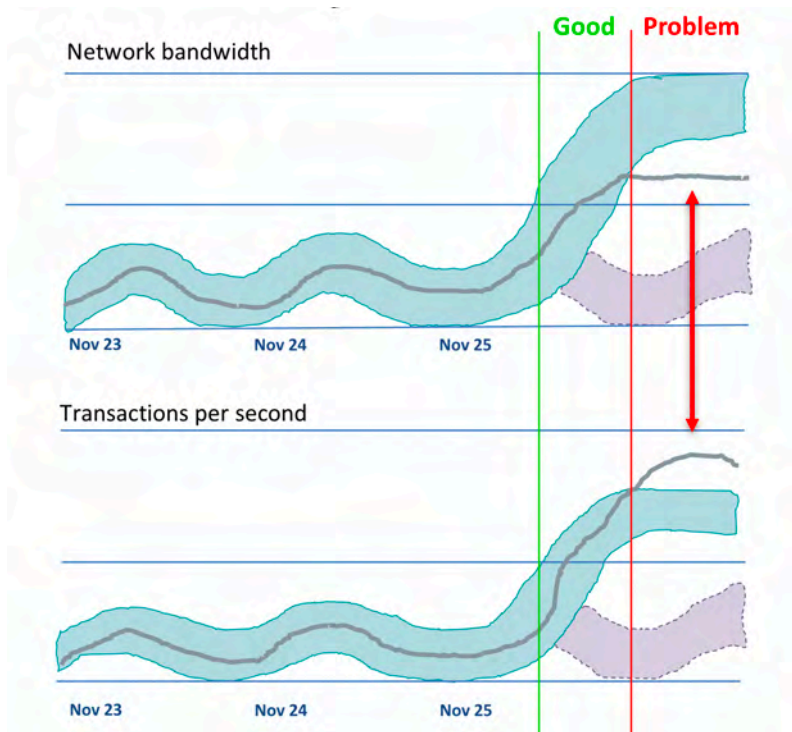 Good Problem
Network bandwidth
Nov 23 Nov 24 Nov 25
Transactions per second
Nov 23 Nov 24 Nov 25